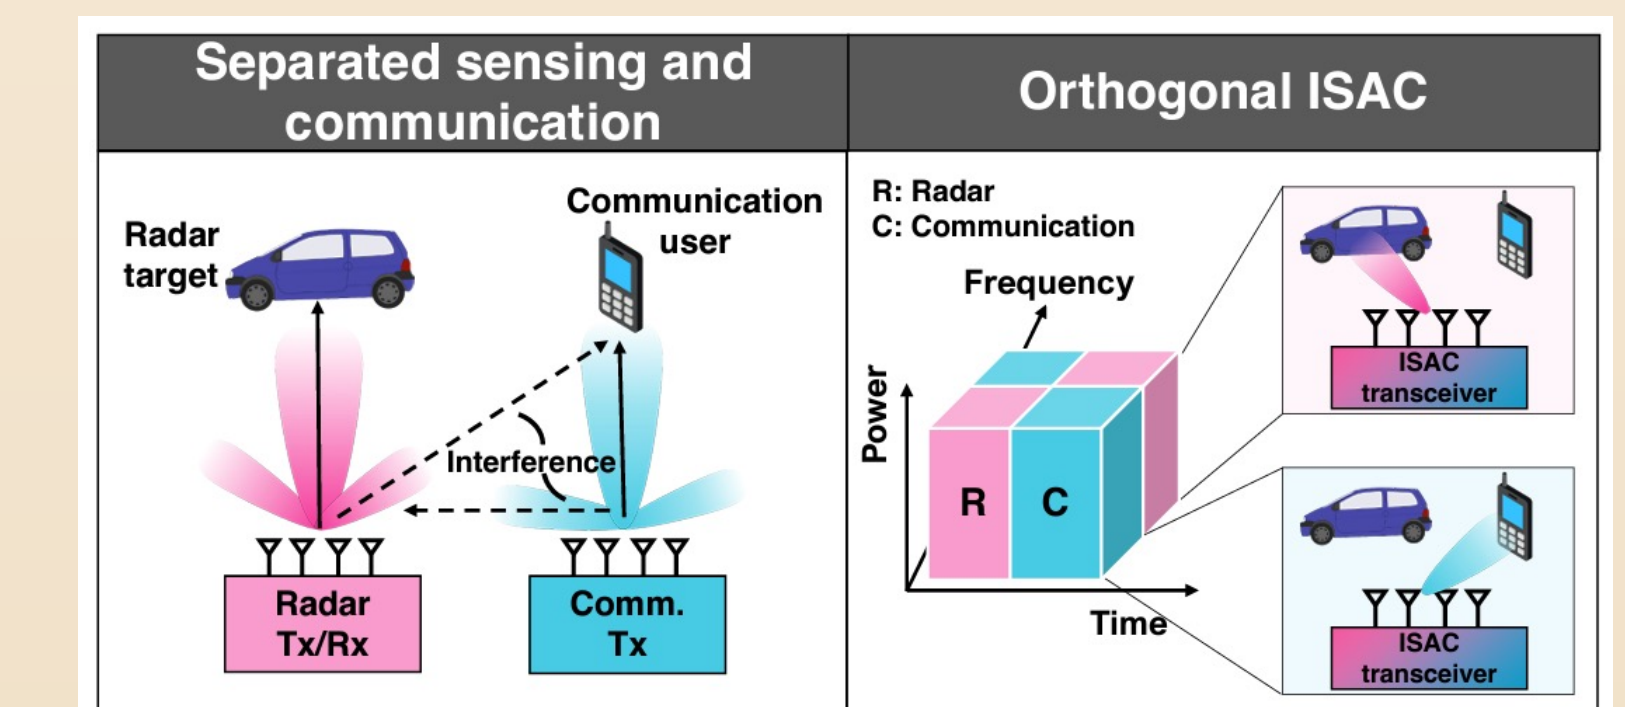 Separated sensing and
communication
Orthogonal ISAC
Radar
target
Communication
user
Interference
Radar
Tx/Rx
Comm.
Tx
R: Radar
C: Communication
Frequency
Power
R
C
Time
ISAC
transceiver
ISAC
transceiver